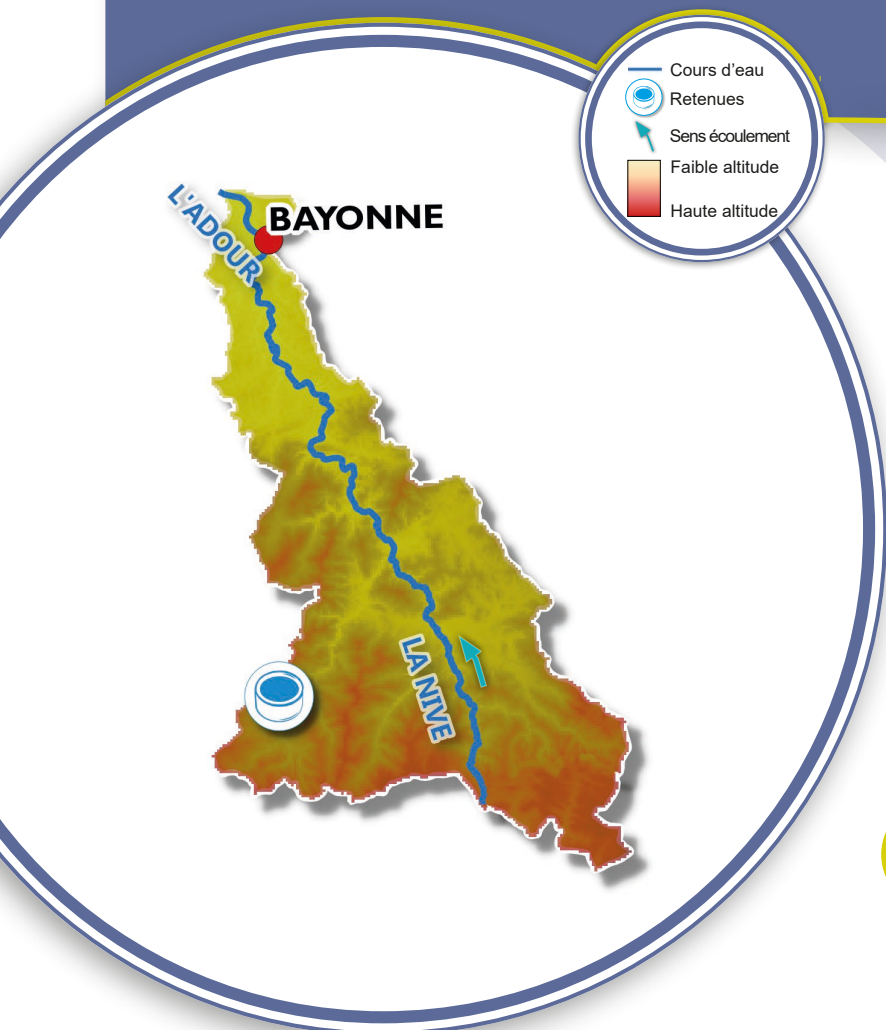 Cours d'eau
Retenues
Sens écoulement
Faible altitude
Haute altitude
L'ADOUR
BAYONNE
LA NIVE